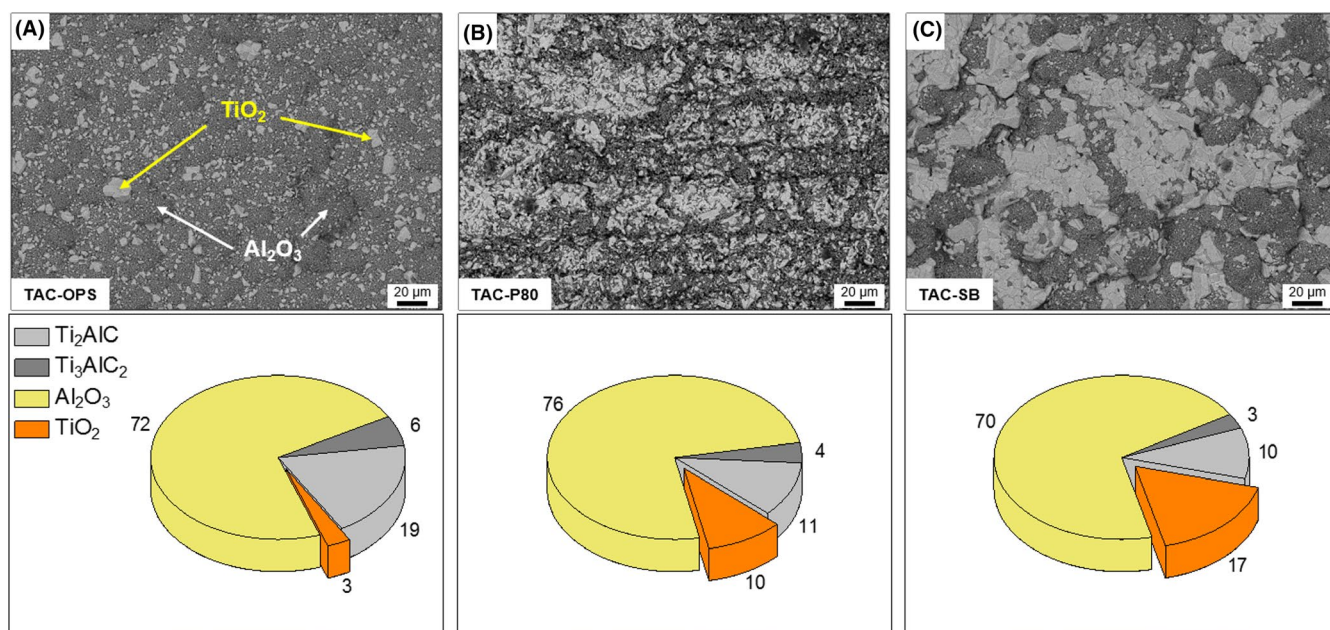 (A)
TiO₂
Al₂O₃
TAC-OPS
20 µm
(B)
TAC-P80
20 µm
(C)
TAC-SB
20 µm
Ti₂AlC
Ti₃AlC₂
Al₂O₃
TiO₂
72
6
19
3
76
4
11
10
70
3
10
17